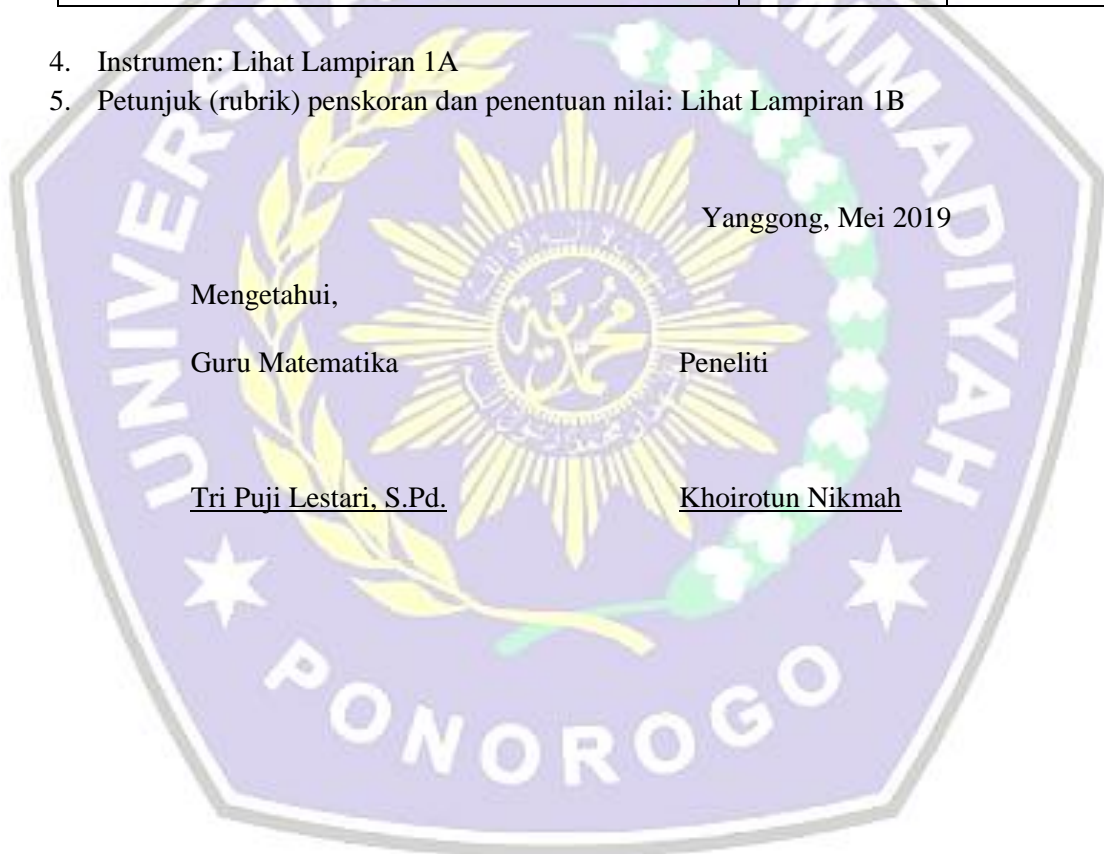 4. Instrumen: Lihat Lampiran 1A
5. Petunjuk (rubrik) penskoran dan penentuan nilai: Lihat Lampiran 1B
Yanggong, Mei 2019
Mengetahui,
Guru Matematika Peneliti
Tri Puji Lestari, S.Pd. Khoirotun Nikmah
PONOROGO